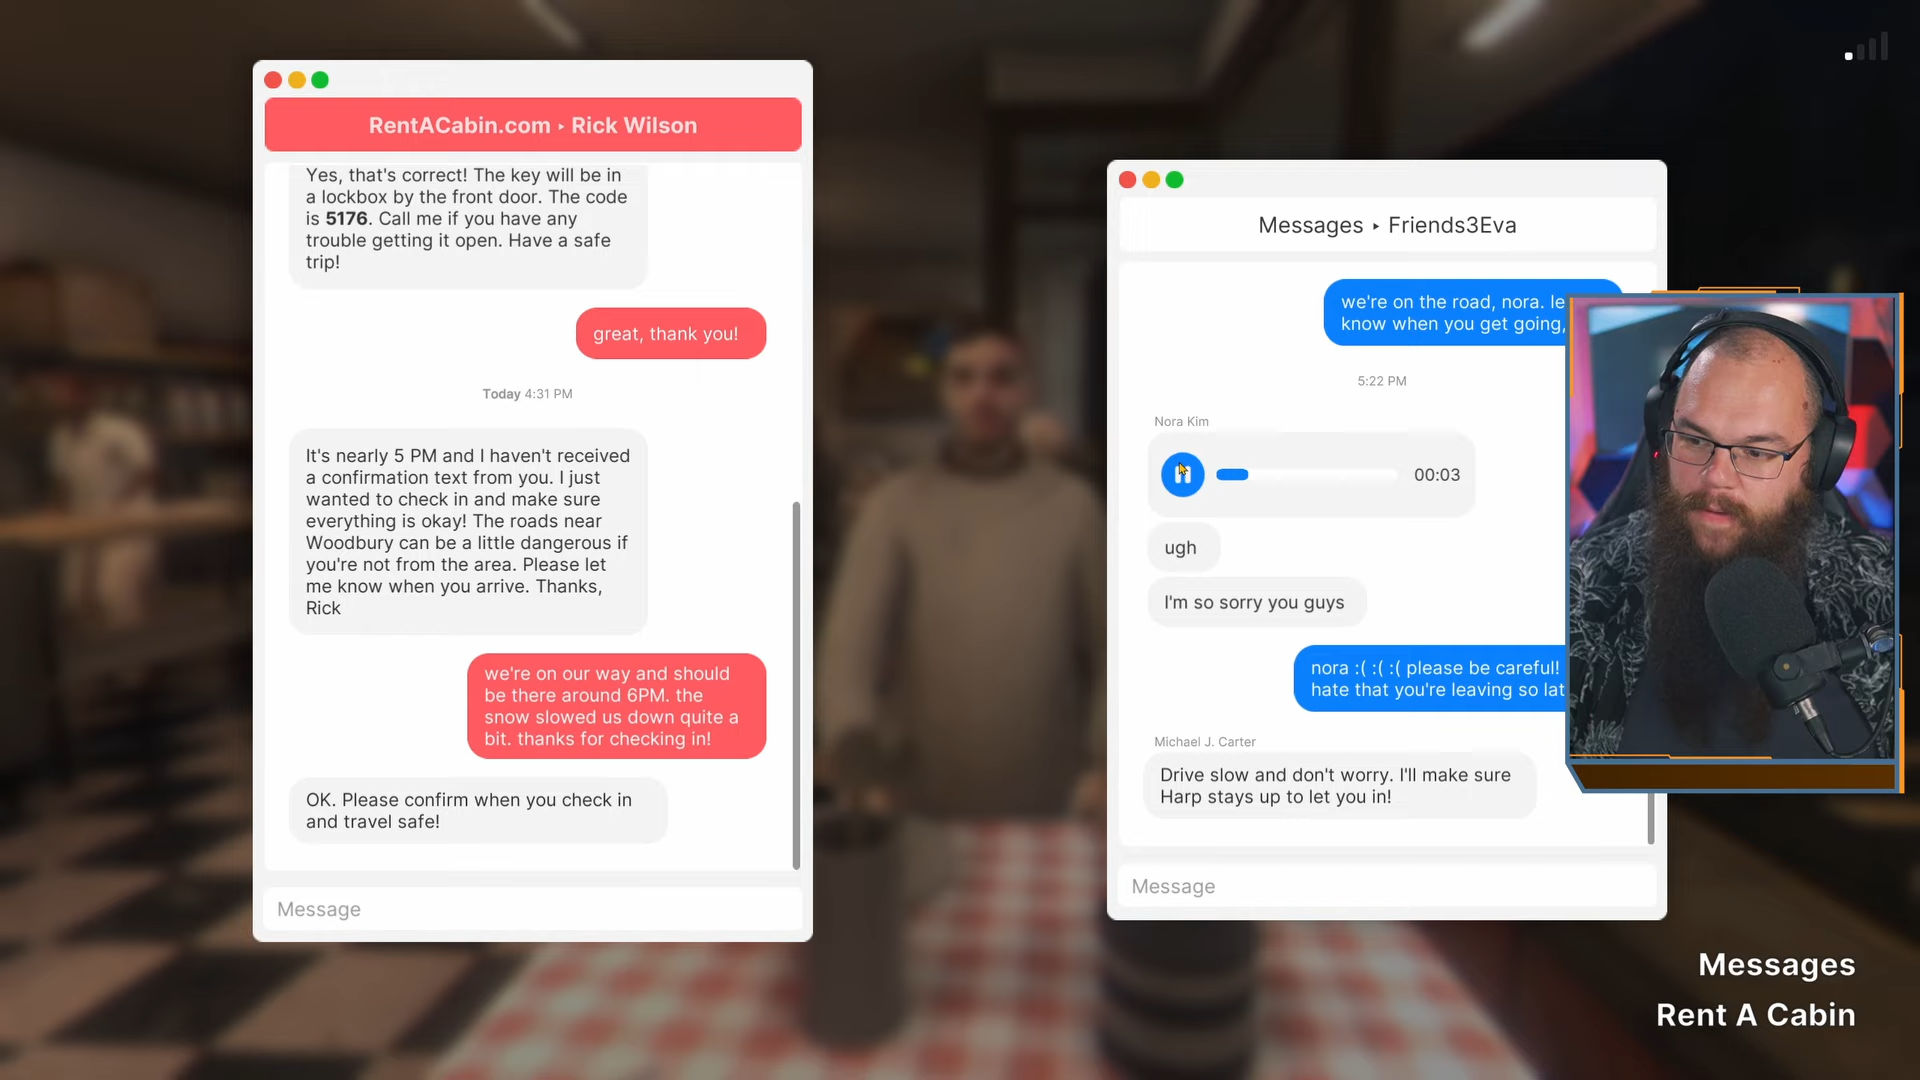 RentACabin.com ▸ Rick Wilson
Yes, that's correct! The key will be in
a lockbox by the front door. The code
is 5176. Call me if you have any
trouble getting it open. Have a safe
trip!
great, thank you!
Today 4:31 PM
It's nearly 5 PM and I haven't received
a confirmation text from you. I just
wanted to check in and make sure
everything is okay! The roads near
Woodbury can be a little dangerous if
you're not from the area. Please let
me know when you arrive. Thanks,
Rick
we're on our way and should
be there around 6PM. the
snow slowed us down quite a
bit. thanks for checking in!
OK. Please confirm when you check in
and travel safe!
Message
Messages ▸ Friends3Eva
we're on the road, nora. le
know when you get going,
5:22 PM
Nora Kim
00:03
ugh
I'm so sorry you guys
nora :( :( :( please be careful!
hate that you're leaving so lat
Michael J. Carter
Drive slow and don't worry. I'll make sure
Harp stays up to let you in!
Message
Messages
Rent A Cabin